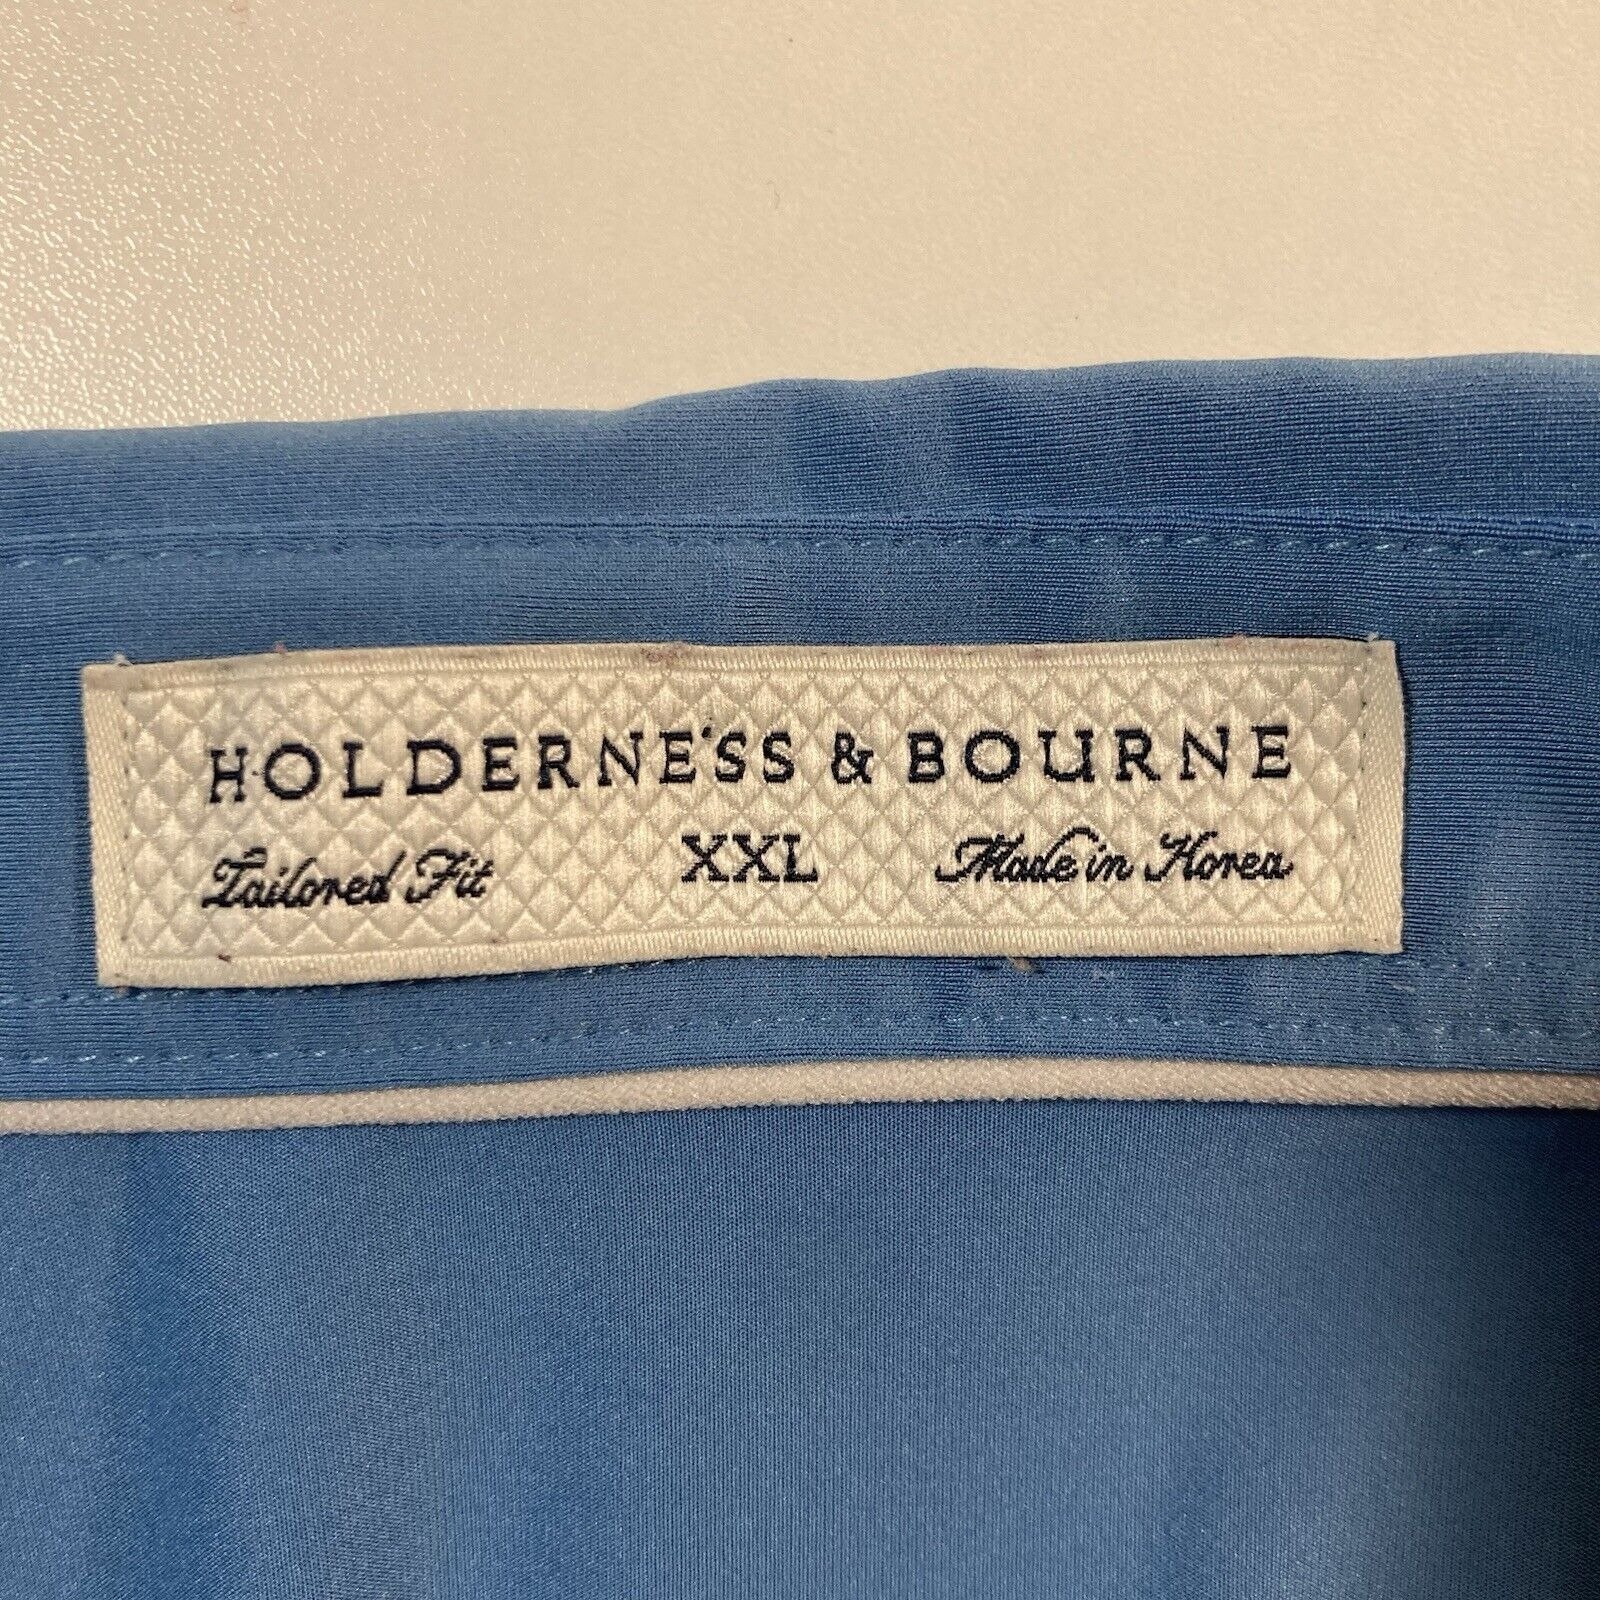 HOLDERNESS & BOURNE
Tailored Fit XXL Made in Korea